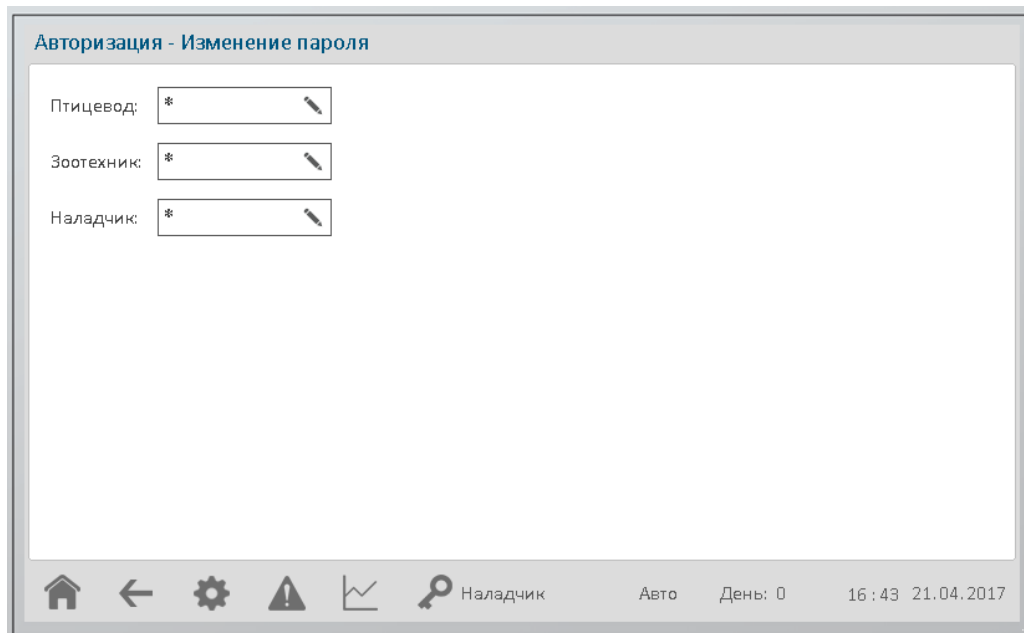 Авторизация - Изменение пароля
Птицевод: *
Зоотехник: *
Наладчик: *
Наладчик Авто День: 0 16 : 43 21.04.2017